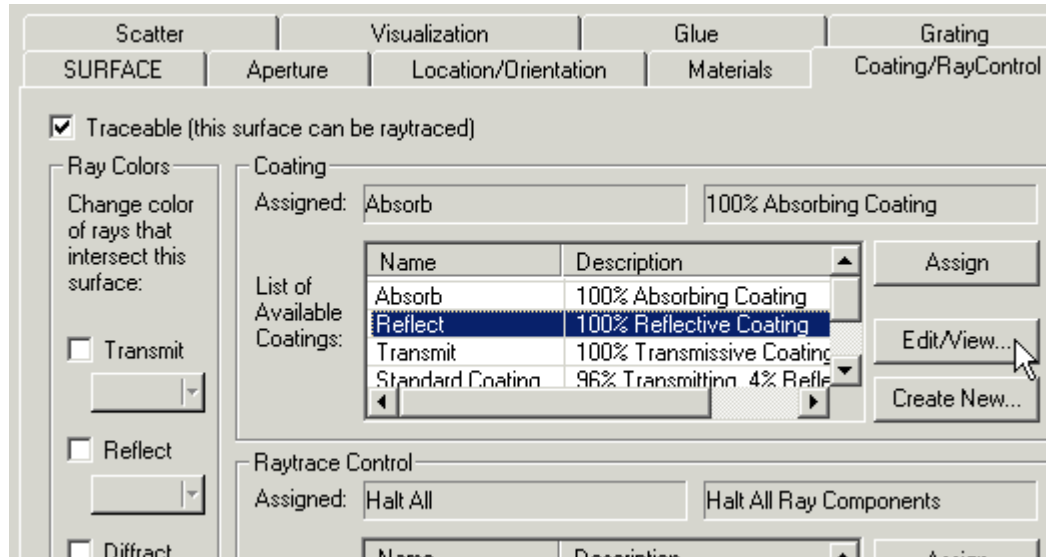 Scatter Visualization Glue Grating
SURFACE Aperture Location/Orientation Materials Coating/RayControl
Traceable (this surface can be raytraced)
Ray Colors
Change color
of rays that
intersect this
surface:
Transmit
Reflect
Diffract
Coating
Assigned: Absorb 100% Absorbing Coating
List of
Available
Coatings:
Name Description
Absorb 100% Absorbing Coating
Reflect 100% Reflective Coating
Transmit 100% Transmissive Coating
Standard Coating 96% Transmitting, 4% Refle
Assign
Edit/View...
Create New...
Raytrace Control
Assigned: Halt All Halt All Ray Components
Name Description
Assign